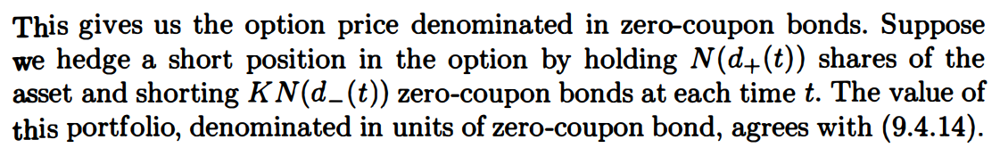 This gives us the option price denominated in zero-coupon bonds. Suppose
we hedge a short position in the option by holding N(d₊(t)) shares of the
asset and shorting KN(d₋(t)) zero-coupon bonds at each time t. The value of
this portfolio, denominated in units of zero-coupon bond, agrees with (9.4.14).